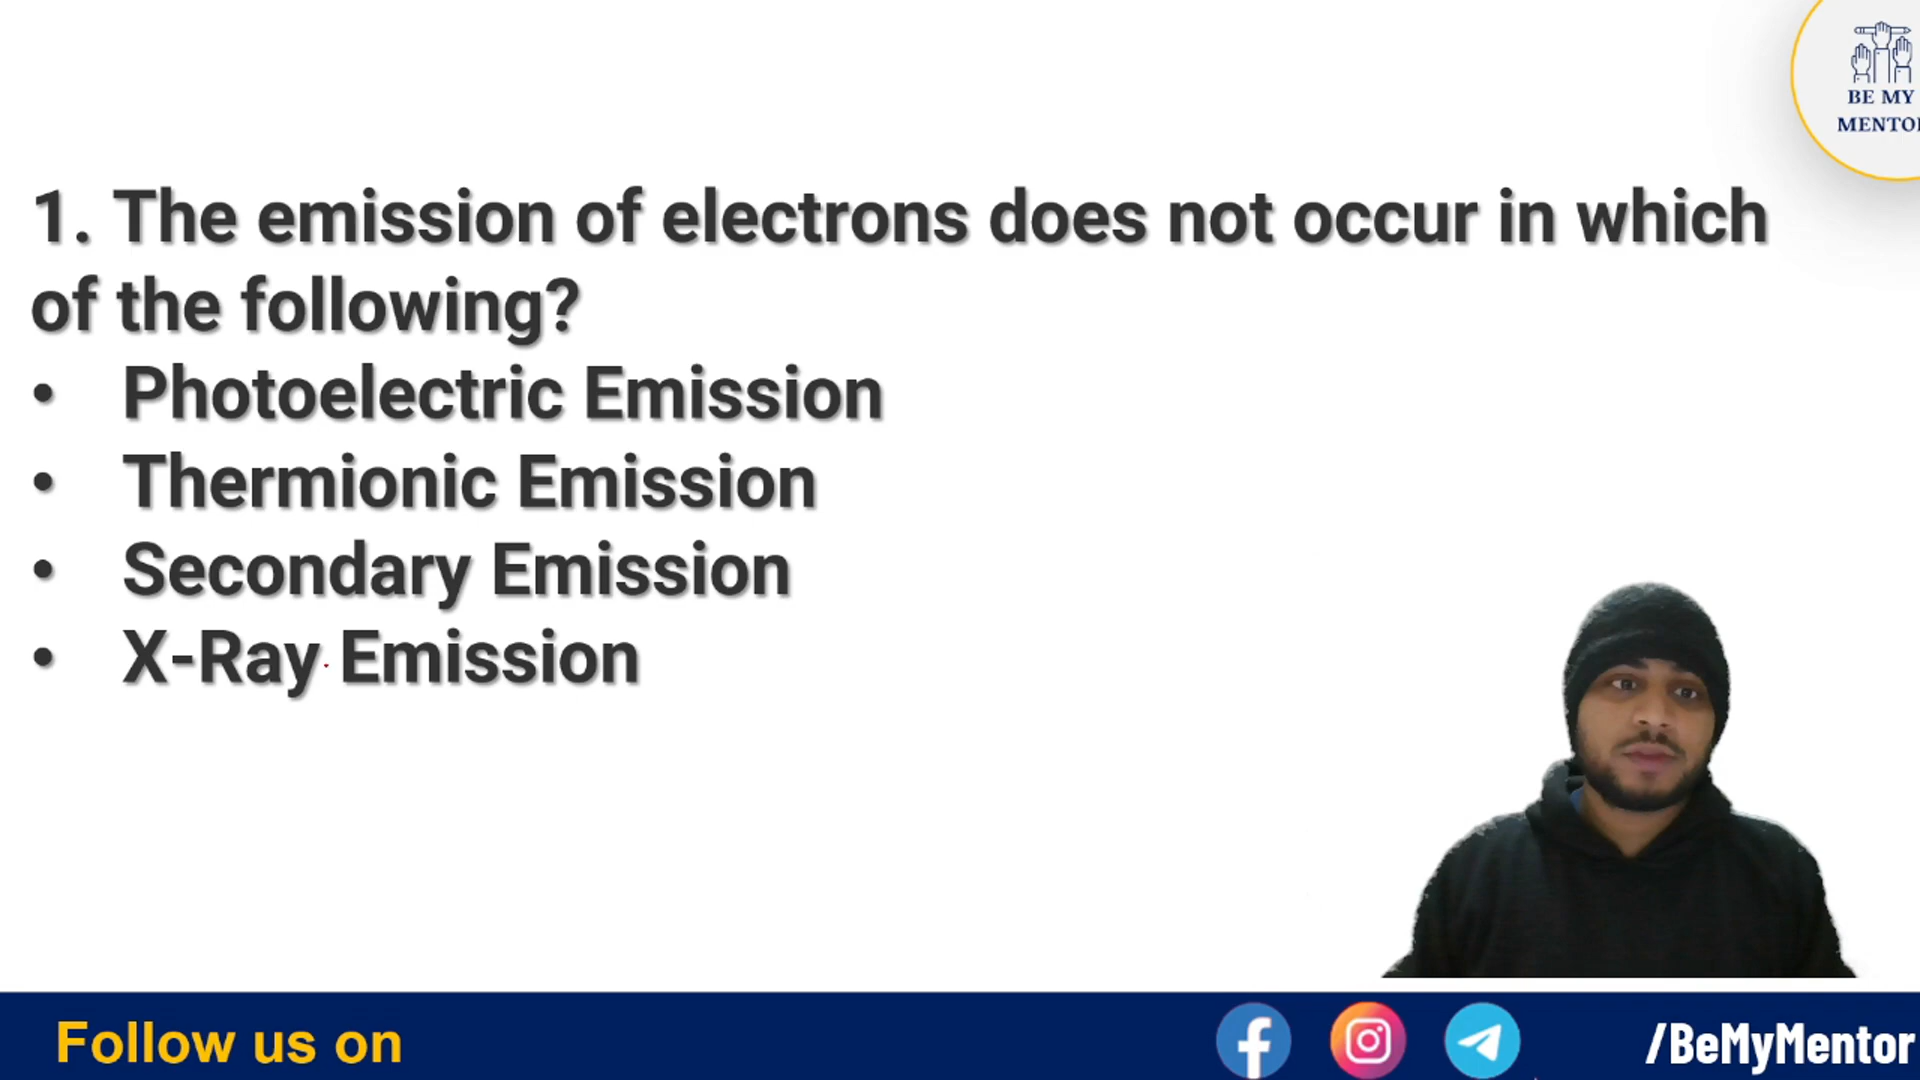 BE MY
MENTO
1. The emission of electrons does not occur in which
of the following?
• Photoelectric Emission
• Thermionic Emission
• Secondary Emission
• X-Ray Emission
Follow us on
/BeMyMentor